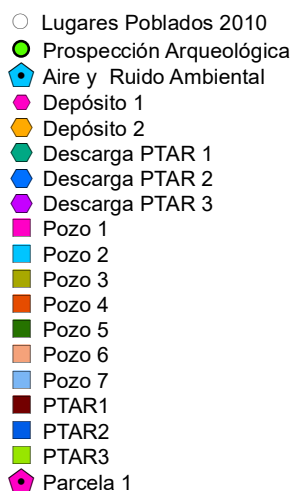 Lugares Poblados 2010
Prospección Arqueológica
Aire y Ruido Ambiental
Depósito 1
Depósito 2
Descarga PTAR 1
Descarga PTAR 2
Descarga PTAR 3
Pozo 1
Pozo 2
Pozo 3
Pozo 4
Pozo 5
Pozo 6
Pozo 7
PTAR1
PTAR2
PTAR3
Parcela 1